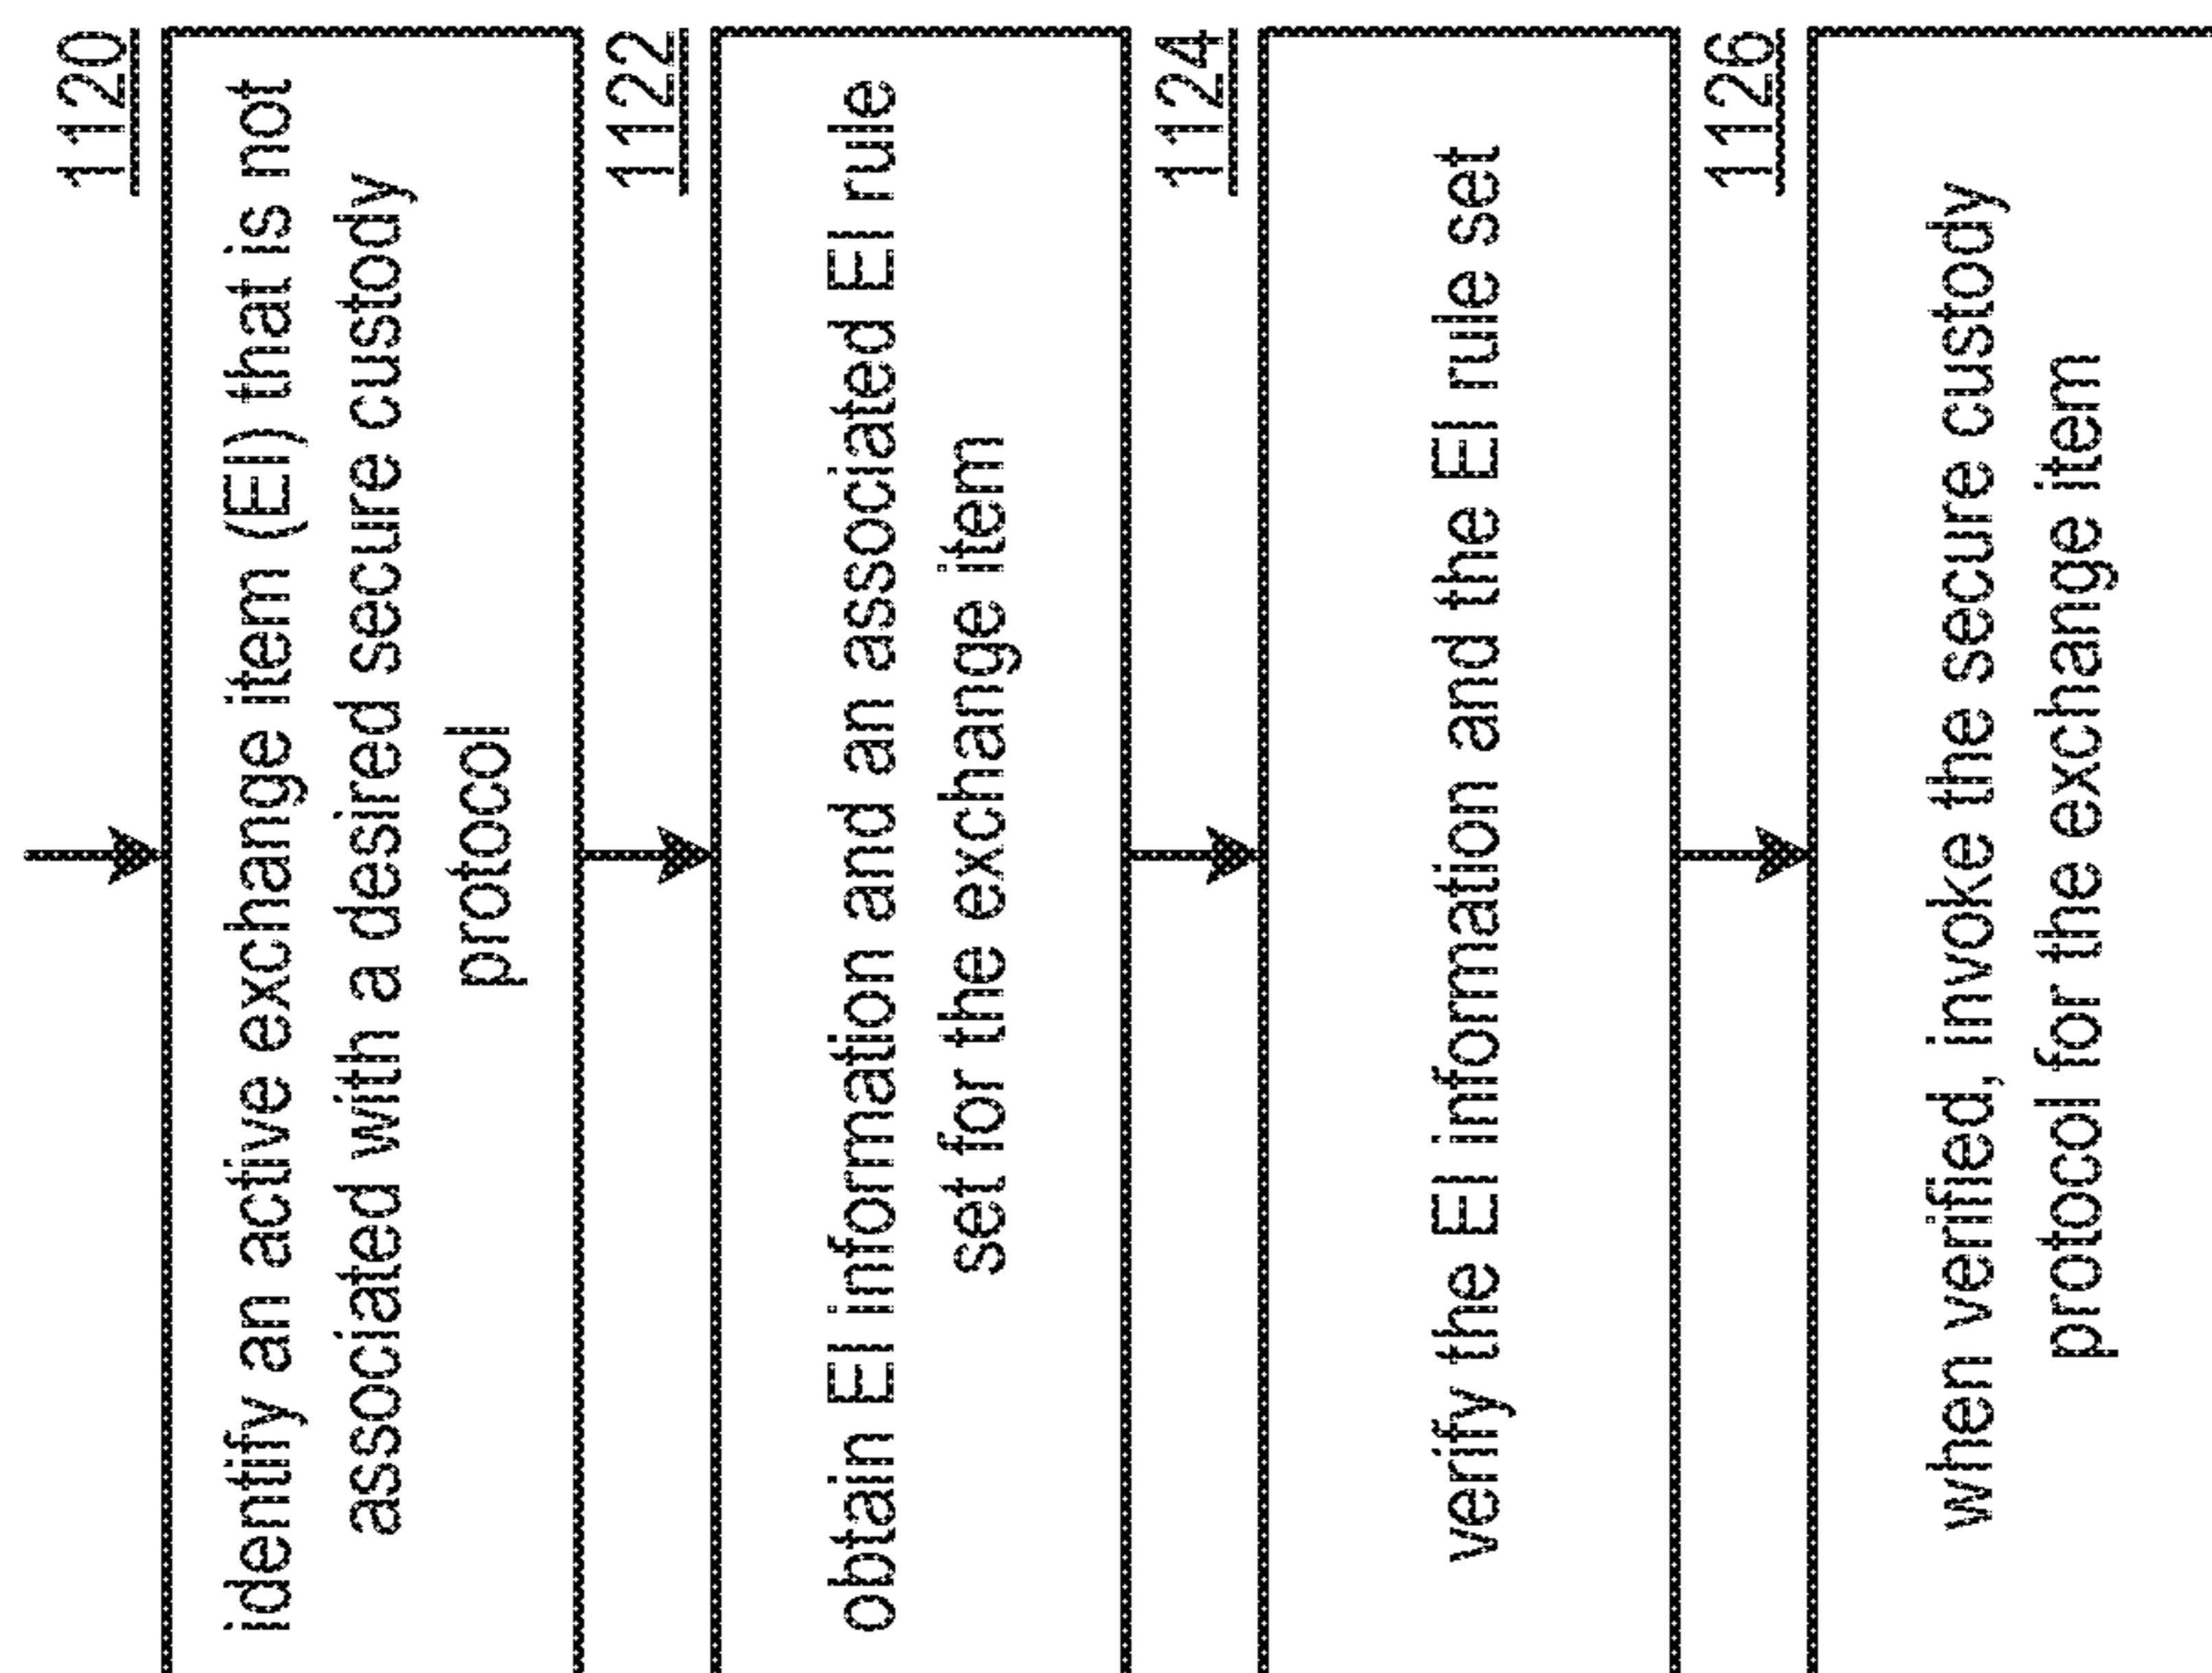 1120
identify an active exchange item (EI) that is not
associated with a desired secure custody
protocol
1122
obtain EI information and an associated EI rule
set for the exchange item
1124
verify the EI information and the EI rule set
1126
when verified, invoke the secure custody
protocol for the exchange item